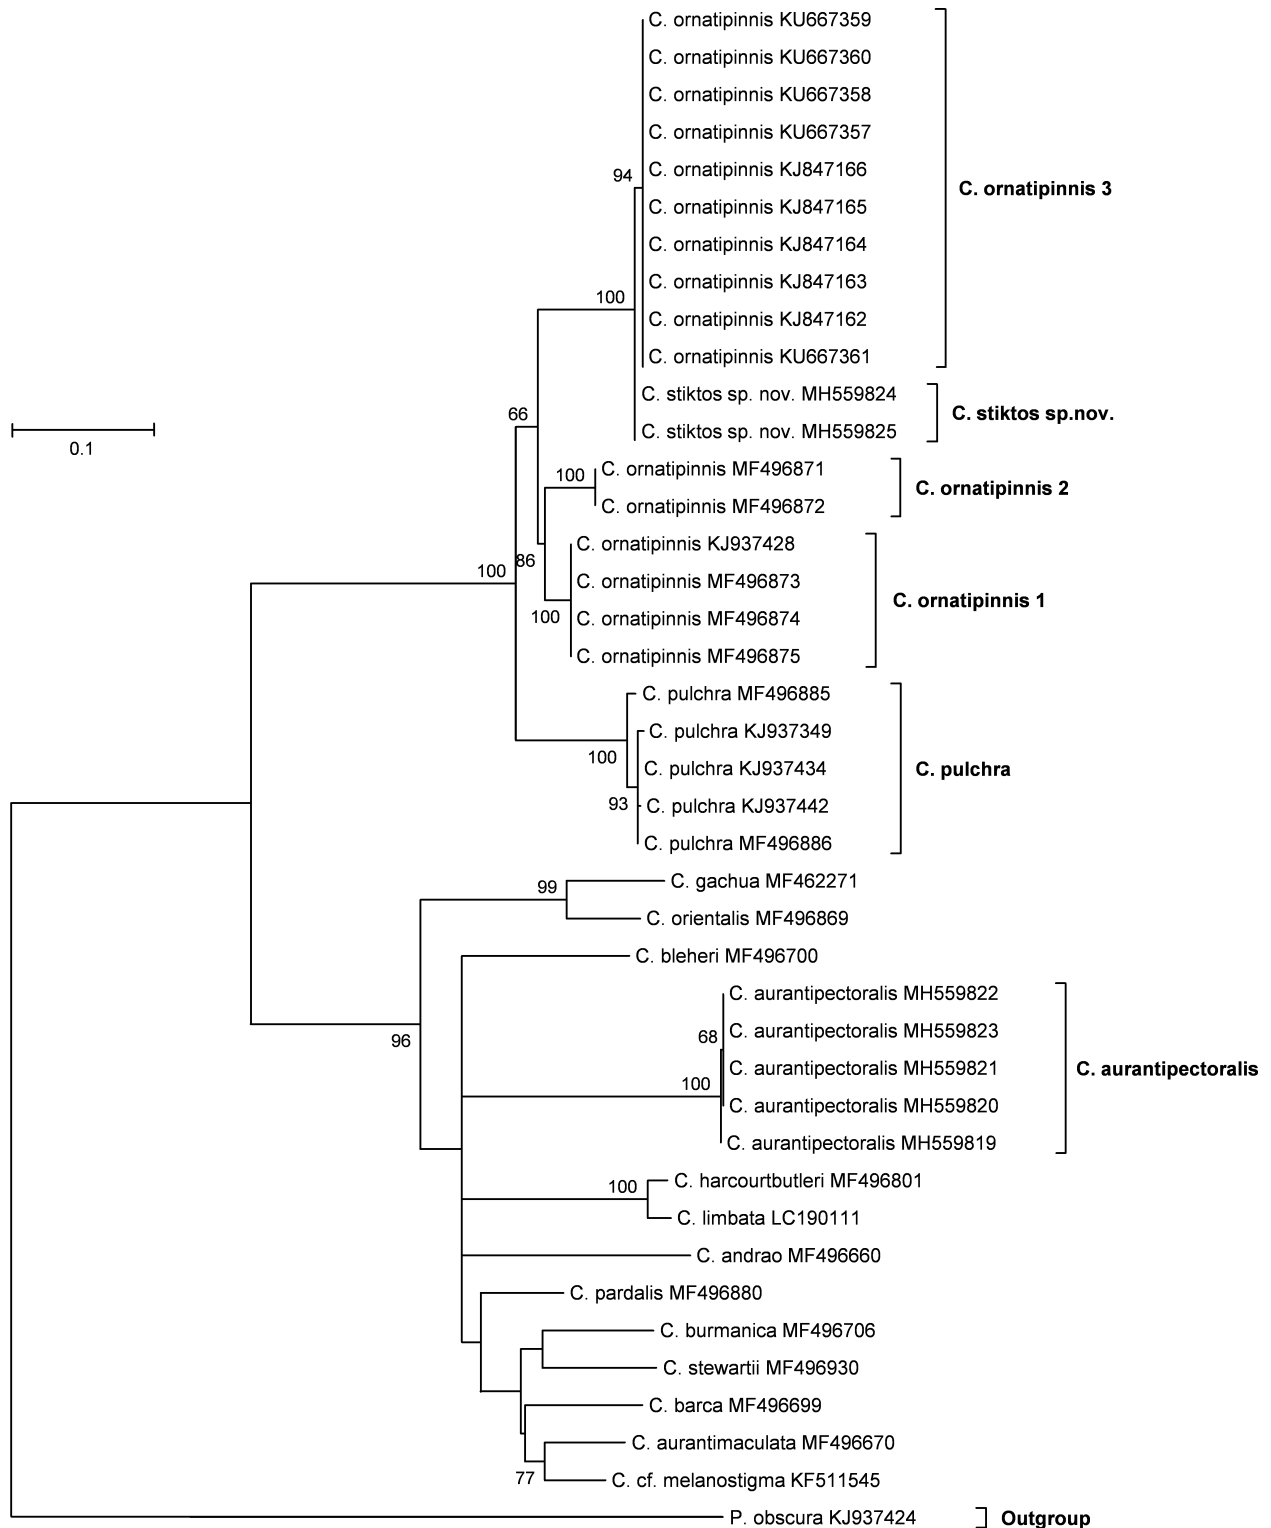 C. ornatipinnis KU667359
C. ornatipinnis KU667360
C. ornatipinnis KU667358
C. ornatipinnis KU667357
94
C. ornatipinnis KJ847166
C. ornatipinnis 3
C. ornatipinnis KJ847165
C. ornatipinnis KJ847164
C. ornatipinnis KJ847163
100
C. ornatipinnis KJ847162
C. ornatipinnis KU667361
C. stiktos sp. nov. MH559824
66
C. stiktos sp.nov.
C. stiktos sp. nov. MH559825
0.1
C. ornatipinnis MF496871
100
C. ornatipinnis 2
C. ornatipinnis MF496872
C. ornatipinnis KJ937428
86
100
C. ornatipinnis MF496873
C. ornatipinnis 1
100
C. ornatipinnis MF496874
C. ornatipinnis MF496875
C. pulchra MF496885
C. pulchra KJ937349
100
C. pulchra KJ937434
C. pulchra
93
C. pulchra KJ937442
C. pulchra MF496886
99
C. gachua MF462271
C. orientalis MF496869
C. bleheri MF496700
C. aurantipectoralis MH559822
68
C. aurantipectoralis MH559823
96
C. aurantipectoralis MH559821
C. aurantipectoralis
100
C. aurantipectoralis MH559820
C. aurantipectoralis MH559819
100
C. harcourtbutleri MF496801
C. limbata LC190111
C. andrao MF496660
C. pardalis MF496880
C. burmanica MF496706
C. stewartii MF496930
C. barca MF496699
C. aurantimaculata MF496670
77
C. cf. melanostigma KF511545
P. obscura KJ937424
Outgroup